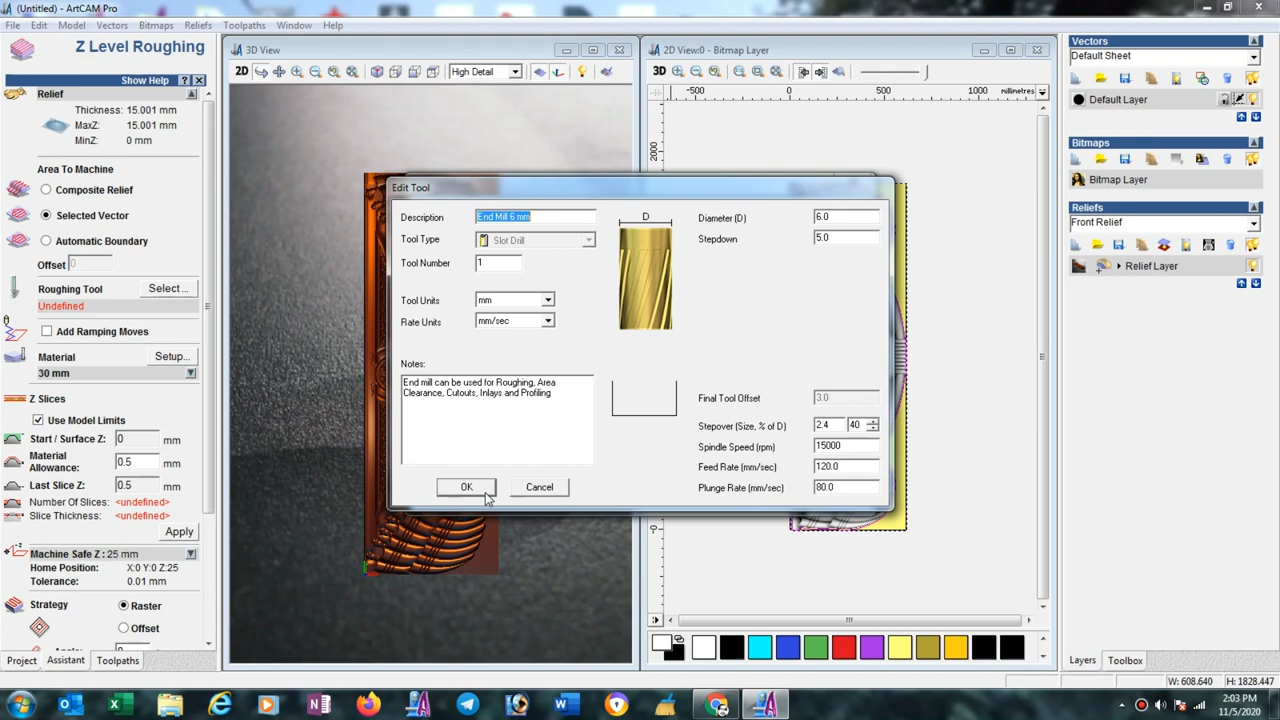 (Untitled) - ArtCAM Pro
File Edit Model Vectors Bitmaps Reliefs Toolpaths Window Help
Z Level Roughing
Show Help ?
Relief
Thickness: 15.001 mm
MaxZ: 15.001 mm
MinZ: 0 mm
Area To Machine
Composite Relief
Selected Vector
Automatic Boundary
Offset 0
Roughing Tool Select ...
Undefined
Add Ramping Moves
Material Setup...
30 mm
Z Slices
Use Model Limits
Start / Surface Z: 0 mm
Material Allowance: 0.5 mm
Last Slice Z: 0.5 mm
Number Of Slices: <undefined>
Slice Thickness: <undefined>
Apply
Machine Safe Z : 25 mm
Home Position: X:0 Y:0 Z:25
Tolerance: 0.01 mm
Strategy Raster
Offset
Project Assistant Toolpaths
3D View
2D High Detail
2D View:0 - Bitmap Layer
3D
-500 0 500 1000 millimetres
2000
-0
Edit Tool
Description End Mill 6 mm
Tool Type Slot Drill
Tool Number 1
Tool Units mm
Rate Units mm/sec
Notes:
End mill can be used for Roughing, Area
Clearance, Cutouts, Inlays and Profiling
OK Cancel
D
Diameter (D) 6.0
Stepdown 5.0
Final Tool Offset 3.0
Stepover (Size, % of D) 2.4 40
Spindle Speed (rpm) 15000
Feed Rate (mm/sec) 120.0
Plunge Rate (mm/sec) 80.0
Vectors
Default Sheet
Default Layer
Bitmaps
Bitmap Layer
Reliefs
Front Relief
Relief Layer
Layers Toolbox
W: 608.640 H: 1828.447
2:03 PM
11/5/2020